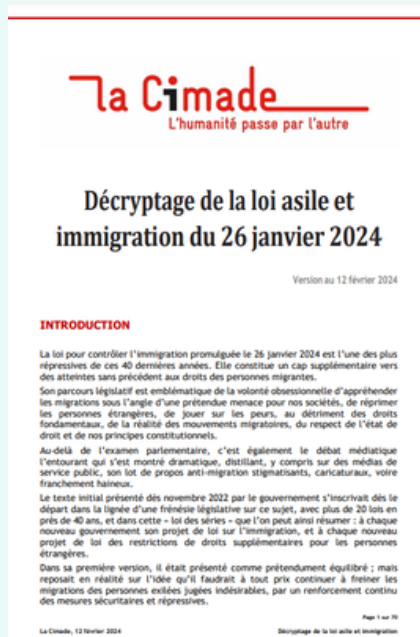 la Cimade
L'humanité passe par l'autre
Décryptage de la loi asile et
immigration du 26 janvier 2024
Version au 12 février 2024
INTRODUCTION
La loi pour contrôler l'immigration promulguée le 26 janvier 2024 est l'une des plus
répressives de ces 40 dernières années. Elle constitue un cap supplémentaire vers
des atteintes sans précédent aux droits des personnes migrantes.
Son parcours législatif est emblématique de la volonté obsessionnelle d'appréhender
les migrations sous l'angle d'une prétendue menace pour nos sociétés, de réprimer
les personnes étrangères, de jouer sur les peurs, au détriment des droits
fondamentaux, de la réalité des mouvements migratoires, du respect de l'état de
droit et de nos principes constitutionnels.
Au-delà de l'examen parlementaire, c'est également le débat médiatique
l'entourant qui s'est montré dramatique, distillant, y compris sur des médias de
service public, son lot de propos anti-migration stigmatisants, caricaturaux, voire
franchement haineux.
Le texte initial présenté dès novembre 2022 par le gouvernement s'inscrivait dès le
départ dans la lignée d'une frénésie législative sur ce sujet, avec plus de 20 lois en
près de 40 ans, et dans cette « loi des séries » que l'on peut ainsi résumer : à chaque
nouveau gouvernement son projet de loi sur l'immigration, et à chaque nouveau
projet de loi des restrictions de droits supplémentaires pour les personnes
étrangères.
Dans sa première version, il était présenté comme prétendument équilibré ; mais
reposait en réalité sur l'idée qu'il faudrait à tout prix continuer à freiner les
migrations des personnes exilées jugées indésirables, par un renforcement continu
des mesures sécuritaires et répressives.
Page 1 sur 70
La Cimade, 12 février 2024 Décryptage de la loi asile et immigration